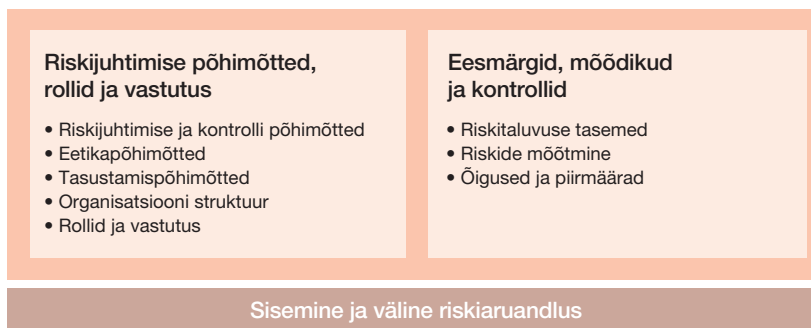 Riskijuhtimise põhimõtted,
rollid ja vastutus
• Riskijuhtimise ja kontrolli põhimõtted
• Eetikapõhimõtted
• Tasustamispõhimõtted
• Organisatsiooni struktuur
• Rollid ja vastutus
Eesmärgid, mõõdikud
ja kontrollid
• Riskitaluvuse tasemed
• Riskide mõõtmine
• Õigused ja piirmäärad
Sisemine ja väline riskiaruandlus